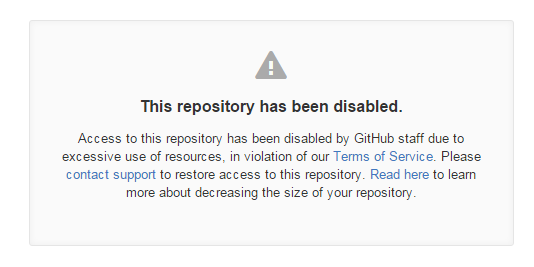 This repository has been disabled.
Access to this repository has been disabled by GitHub staff due to
excessive use of resources, in violation of our Terms of Service. Please
contact support to restore access to this repository. Read here to learn
more about decreasing the size of your repository.